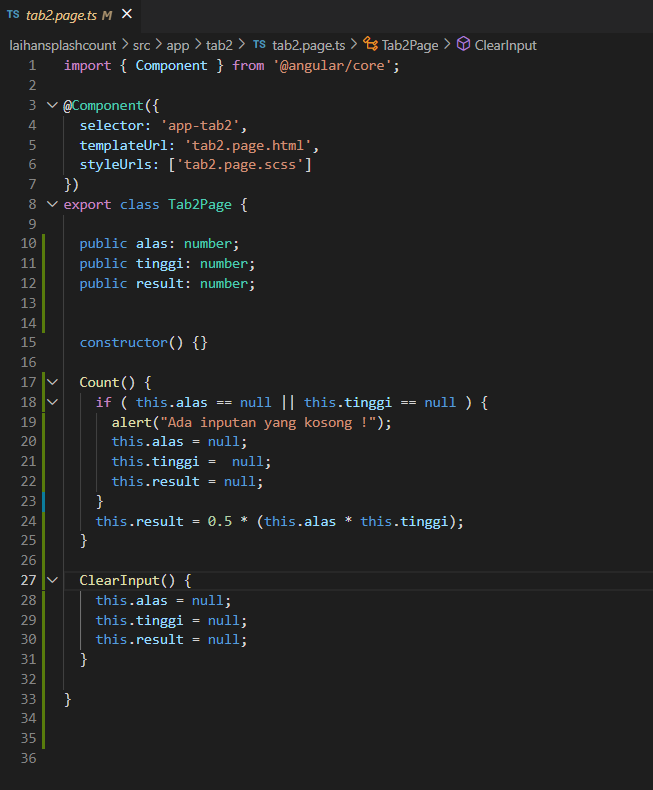 TS tab2.page.ts M ×
laihansplashcount > src > app > tab2 > TS tab2.page.ts > Tab2Page > ClearInput
1 import { Component } from '@angular/core';
2
3 @Component({
4 selector: 'app-tab2',
5 templateUrl: 'tab2.page.html',
6 styleUrls: ['tab2.page.scss']
7 })
8 export class Tab2Page {
9
10 public alas: number;
11 public tinggi: number;
12 public result: number;
13
14
15 constructor() {}
16
17 Count() {
18 if ( this.alas == null || this.tinggi == null ) {
19 alert("Ada inputan yang kosong !");
20 this.alas = null;
21 this.tinggi =  null;
22 this.result = null;
23 }
24 this.result = 0.5 * (this.alas * this.tinggi);
25 }
26
27 ClearInput() {
28 this.alas = null;
29 this.tinggi = null;
30 this.result = null;
31 }
32
33 }
34
35
36